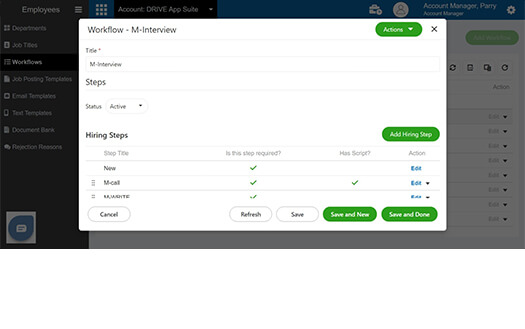 Employees
Account: DRIVE App Suite
Account Manager, Parry
Account Manager
Departments
Job Titles
Workflows
Job Posting Templates
Email Templates
Text Templates
Document Bank
Rejection Reasons
Add Workflow
Action
Edit
Edit
Edit
Edit
Edit
Edit
Edit
Edit
Workflow - M-Interview
Actions
Title *
M-Interview
Steps
Status
Active
Hiring Steps
Add Hiring Step
Step Title Is this step required? Has Script? Action
New Edit
M-call Edit
M-WRITE Edit
Cancel Refresh Save Save and New Save and Done